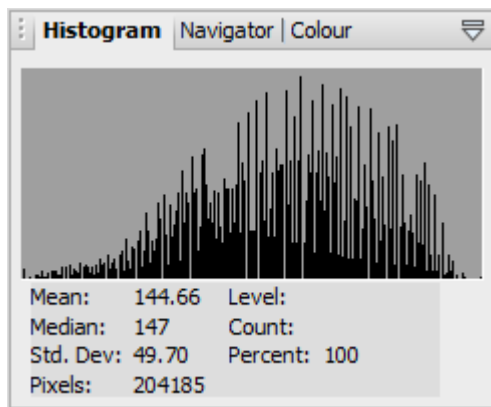 Histogram Navigator | Colour
Mean: 144.66 Level:
Median: 147 Count:
Std. Dev: 49.70 Percent: 100
Pixels: 204185